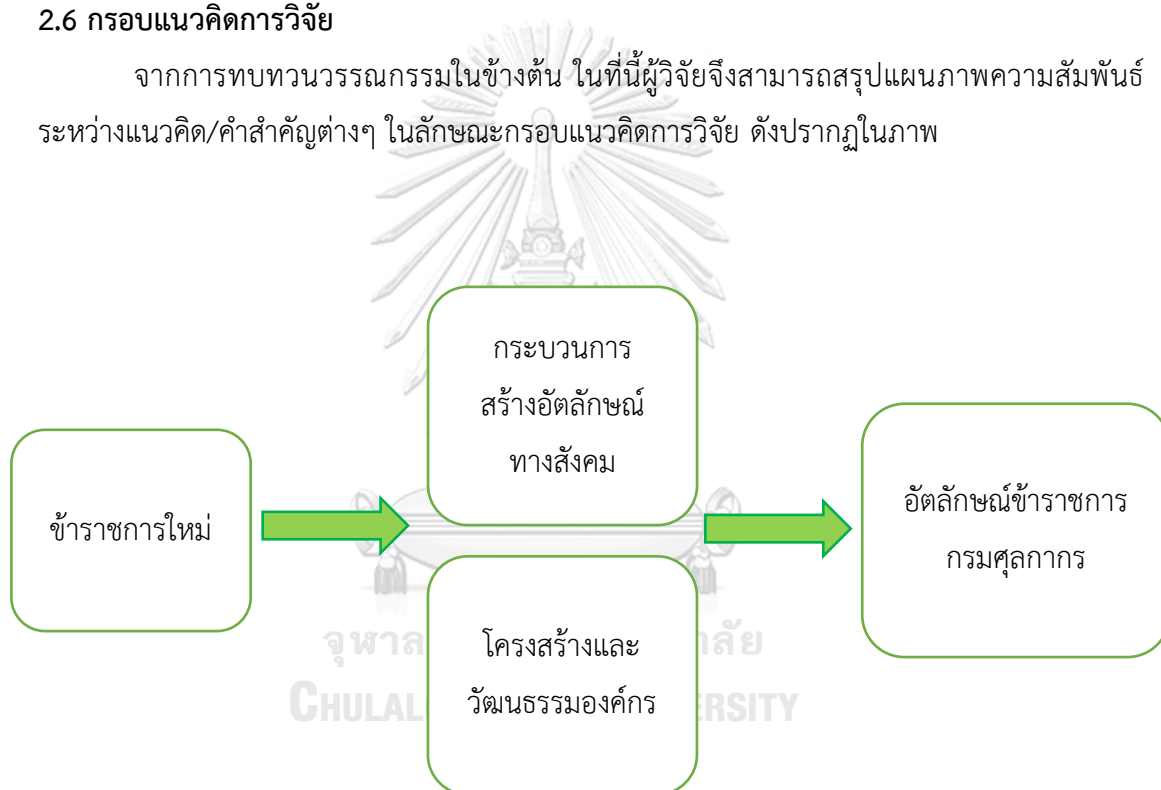 2.6 กรอบแนวคิดการวิจัย
จากการทบทวนวรรณกรรมในข้างต้น ในที่นี้ผู้วิจัยจึงสามารถสรุปแผนภาพความสัมพันธ์
ระหว่างแนวคิด/คำสำคัญต่างๆ ในลักษณะกรอบแนวคิดการวิจัย ดังปรากฏในภาพ
ข้าราชการใหม่
กระบวนการ
สร้างอัตลักษณ์
ทางสังคม
โครงสร้างและ
วัฒนธรรมองค์กร
อัตลักษณ์ข้าราชการ
กรมศุลกากร